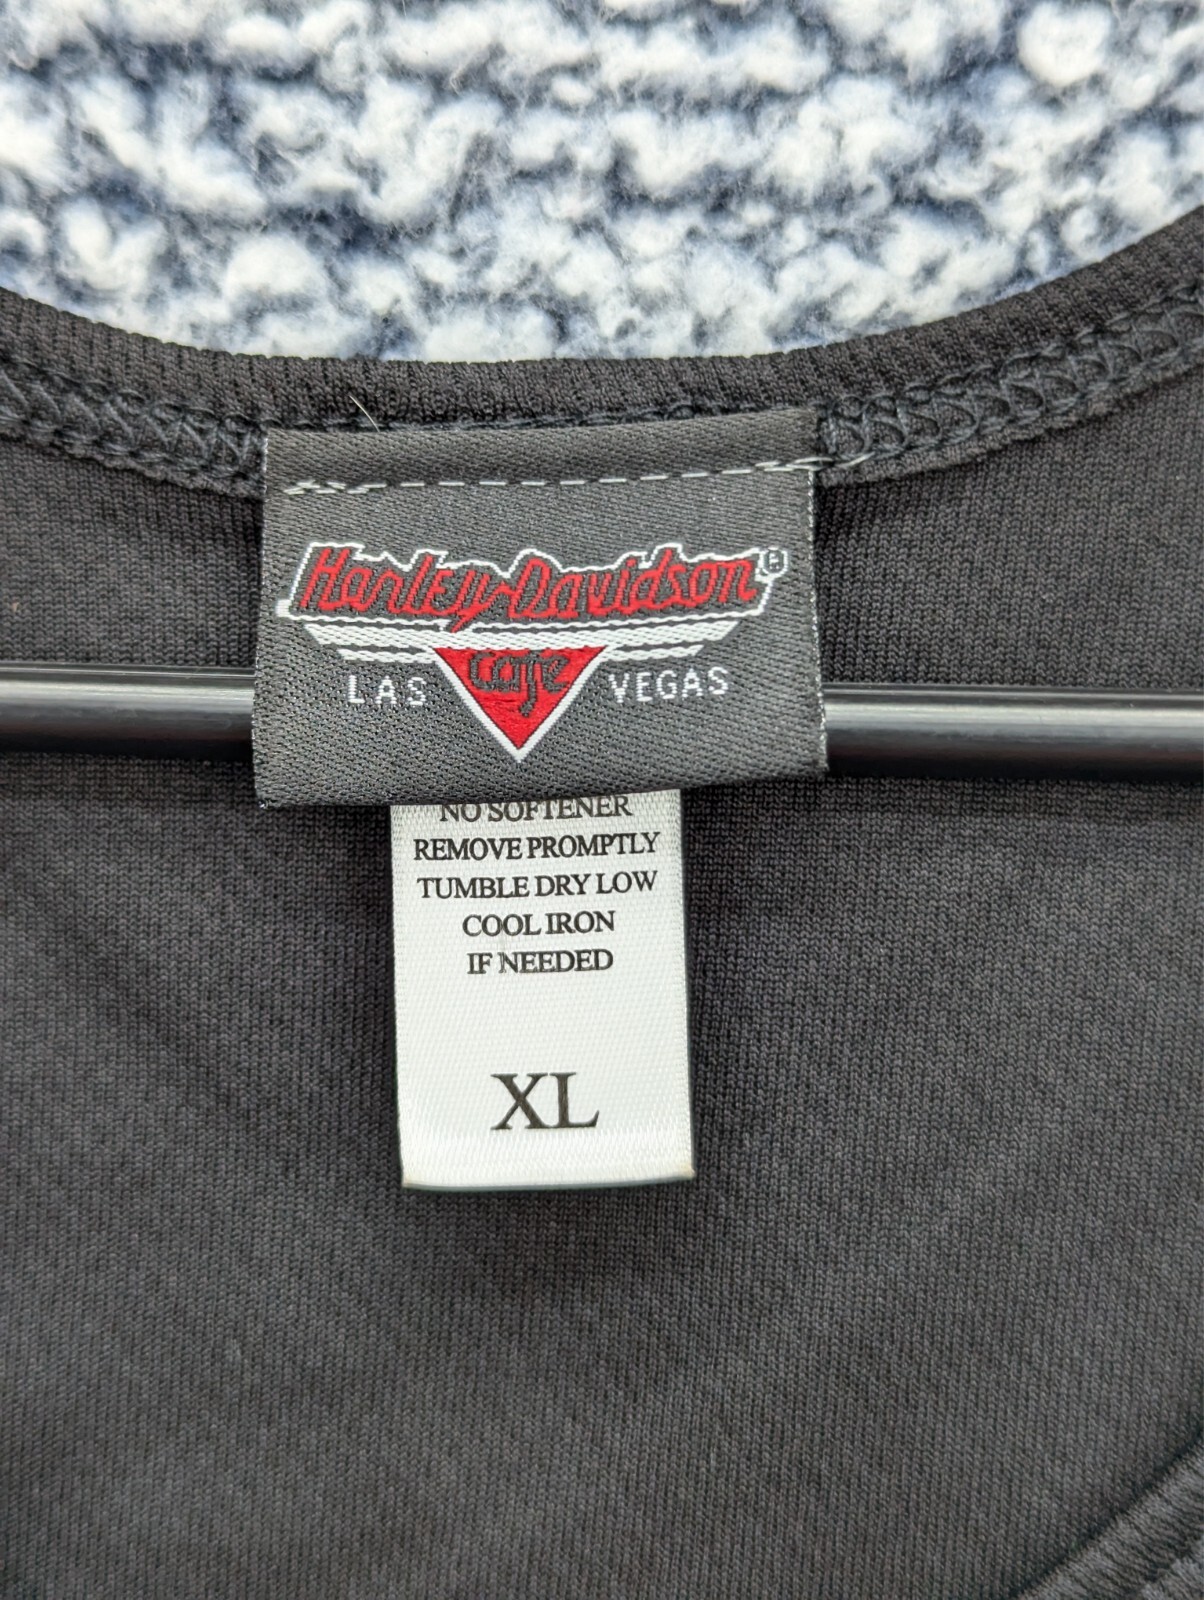 Harley-Davidson®
cafe
LAS VEGAS
NO SOFTENER
REMOVE PROMPTLY
TUMBLE DRY LOW
COOL IRON
IF NEEDED
XL